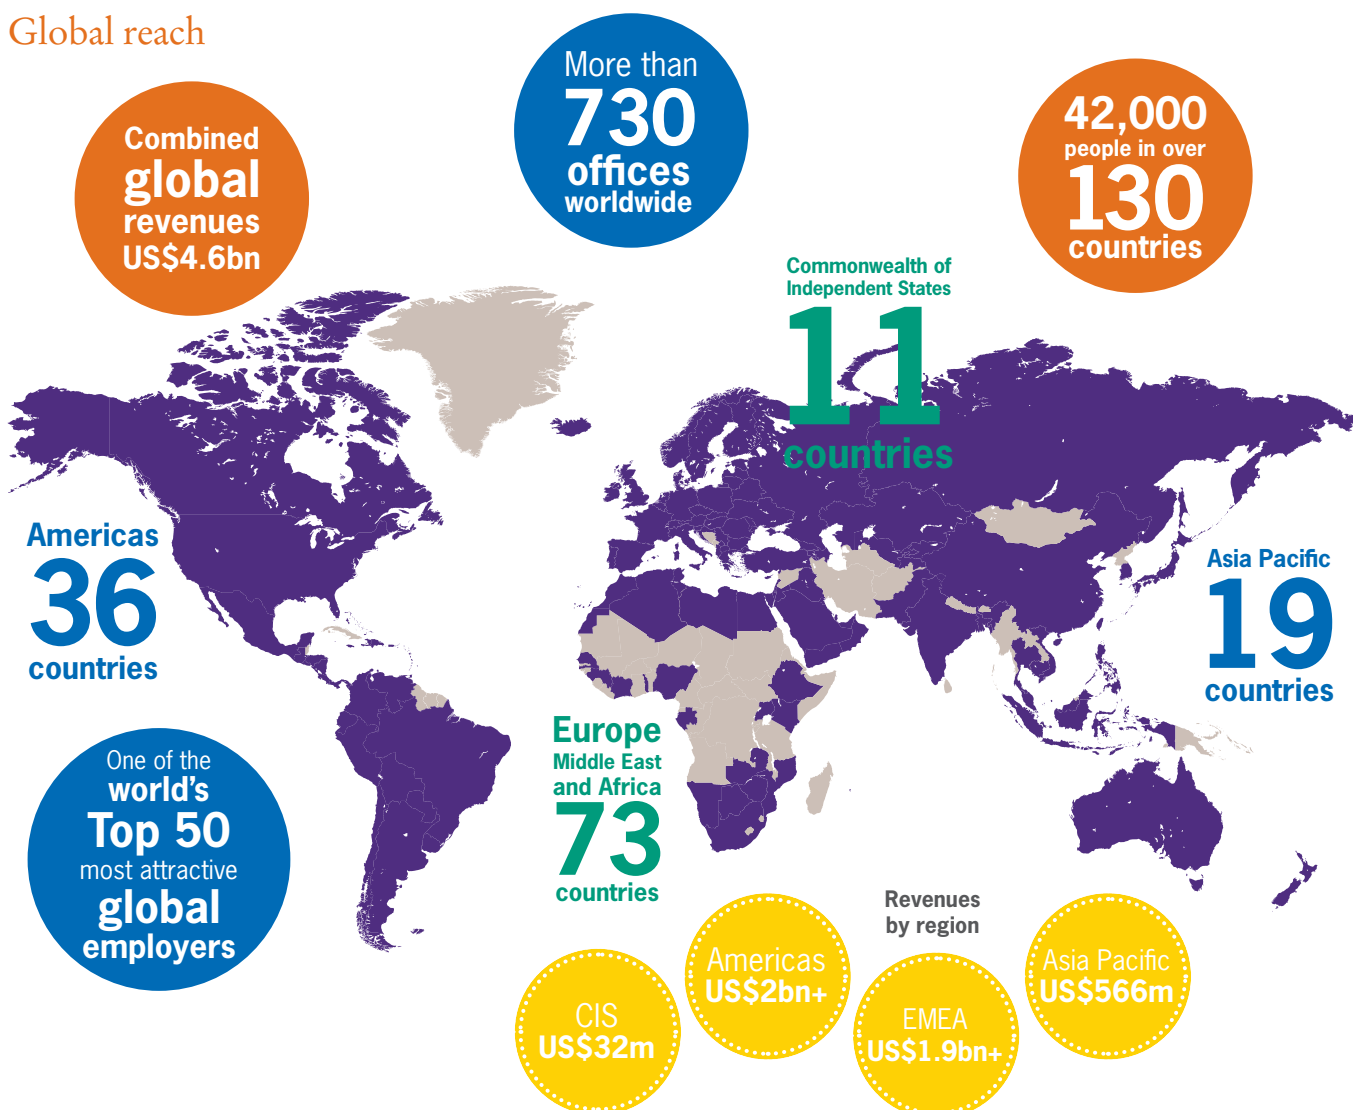 Global reach
Combined
global
revenues
US$4.6bn
More than
730
offices
worldwide
42,000
people in over
130
countries
Commonwealth of
Independent States
11
countries
Americas
36
countries
Asia Pacific
19
countries
Europe
Middle East
and Africa
73
countries
One of the
world's
Top 50
most attractive
global
employers
Revenues
by region
CIS
US$32m
Americas
US$2bn+
EMEA
US$1.9bn+
Asia Pacific
US$566m